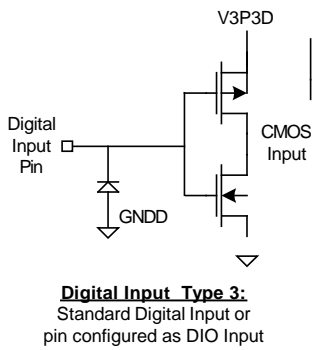 V3P3D
Digital
Input
Pin
CMOS
Input
GNDD
Digital Input Type 3:
Standard Digital Input or
pin configured as DIO Input